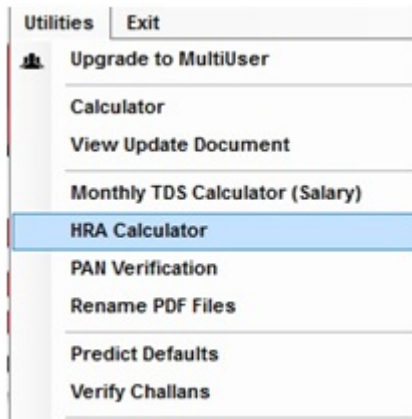 Utilities Exit
Upgrade to MultiUser
Calculator
View Update Document
Monthly TDS Calculator (Salary)
HRA Calculator
PAN Verification
Rename PDF Files
Predict Defaults
Verify Challans